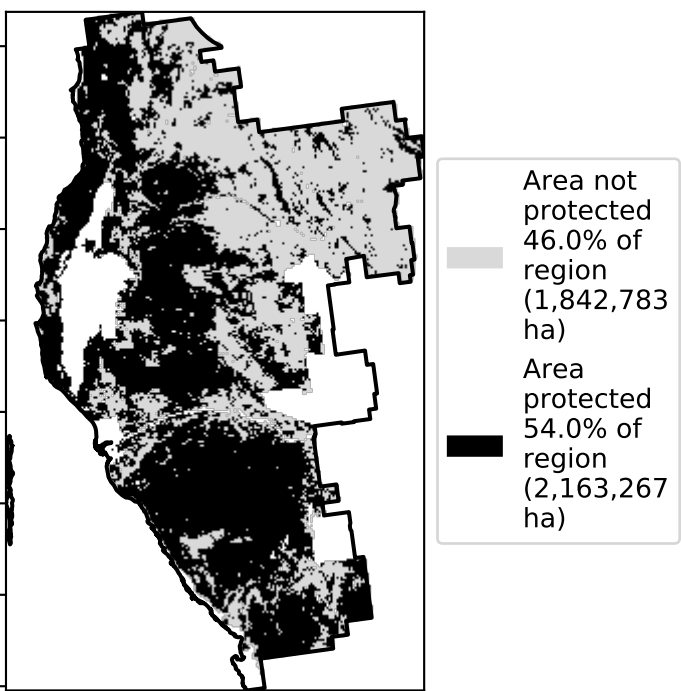 Area not
protected
46.0% of
region
(1,842,783
ha)
Area
protected
54.0% of
region
(2,163,267
ha)